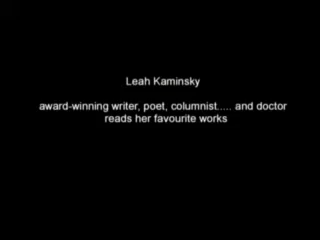 Leah Kaminsky
award-winning writer, poet, columnist..... and doctor
reads her favourite works